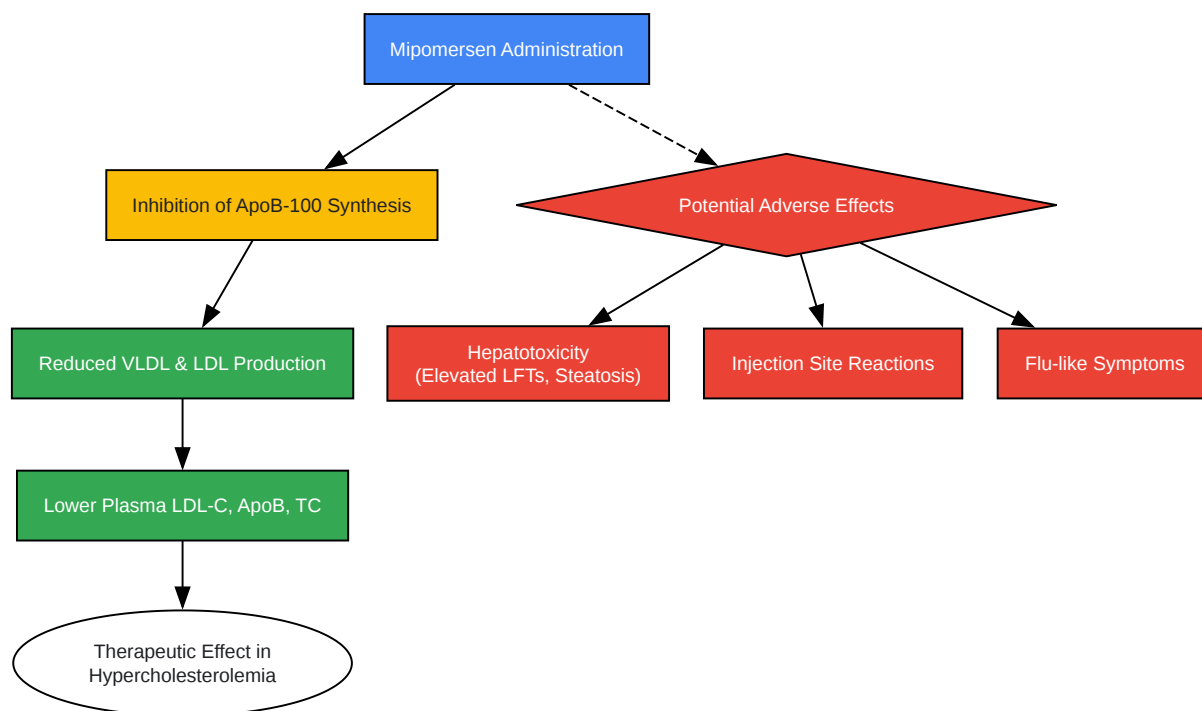 Mipomersen Administration
Inhibition of ApoB-100 Synthesis
Potential Adverse Effects
Reduced VLDL & LDL Production
Hepatotoxicity
(Elevated LFTs, Steatosis)
Injection Site Reactions
Flu-like Symptoms
Lower Plasma LDL-C, ApoB, TC
Therapeutic Effect in
Hypercholesterolemia